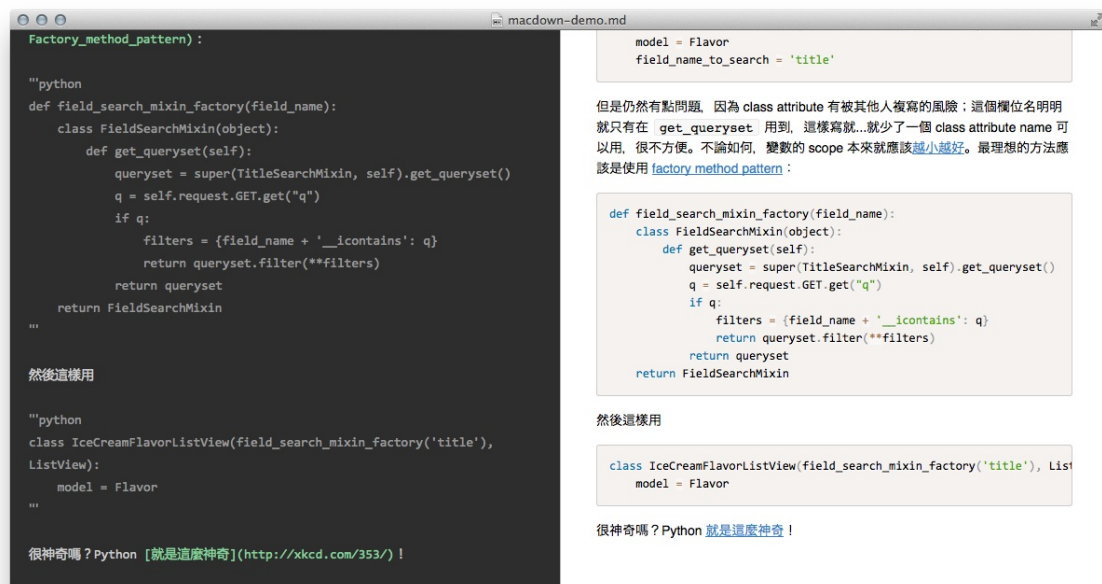 macdown-demo.md
Factory_method_pattern)：
```python
def field_search_mixin_factory(field_name):
    class FieldSearchMixin(object):
        def get_queryset(self):
            queryset = super(TitleSearchMixin, self).get_queryset()
            q = self.request.GET.get("q")
            if q:
                filters = {field_name + '__icontains': q}
                return queryset.filter(**filters)
            return queryset
    return FieldSearchMixin
```
然後這樣用
```python
class IceCreamFlavorListView(field_search_mixin_factory('title'),
ListView):
    model = Flavor
```
很神奇嗎？Python [就是這麼神奇](http://xkcd.com/353/)！
    model = Flavor
    field_name_to_search = 'title'
但是仍然有點問題，因為 class attribute 有被其他人複寫的風險；這個欄位名明明
就只有在 get_queryset 用到，這樣寫就...就少了一個 class attribute name 可
以用，很不方便。不論如何，變數的 scope 本來就應該越小越好。最理想的方法應
該是使用 factory method pattern：
def field_search_mixin_factory(field_name):
    class FieldSearchMixin(object):
        def get_queryset(self):
            queryset = super(TitleSearchMixin, self).get_queryset()
            q = self.request.GET.get("q")
            if q:
                filters = {field_name + '__icontains': q}
                return queryset.filter(**filters)
            return queryset
    return FieldSearchMixin
然後這樣用
class IceCreamFlavorListView(field_search_mixin_factory('title'), List
    model = Flavor
很神奇嗎？Python 就是這麼神奇！